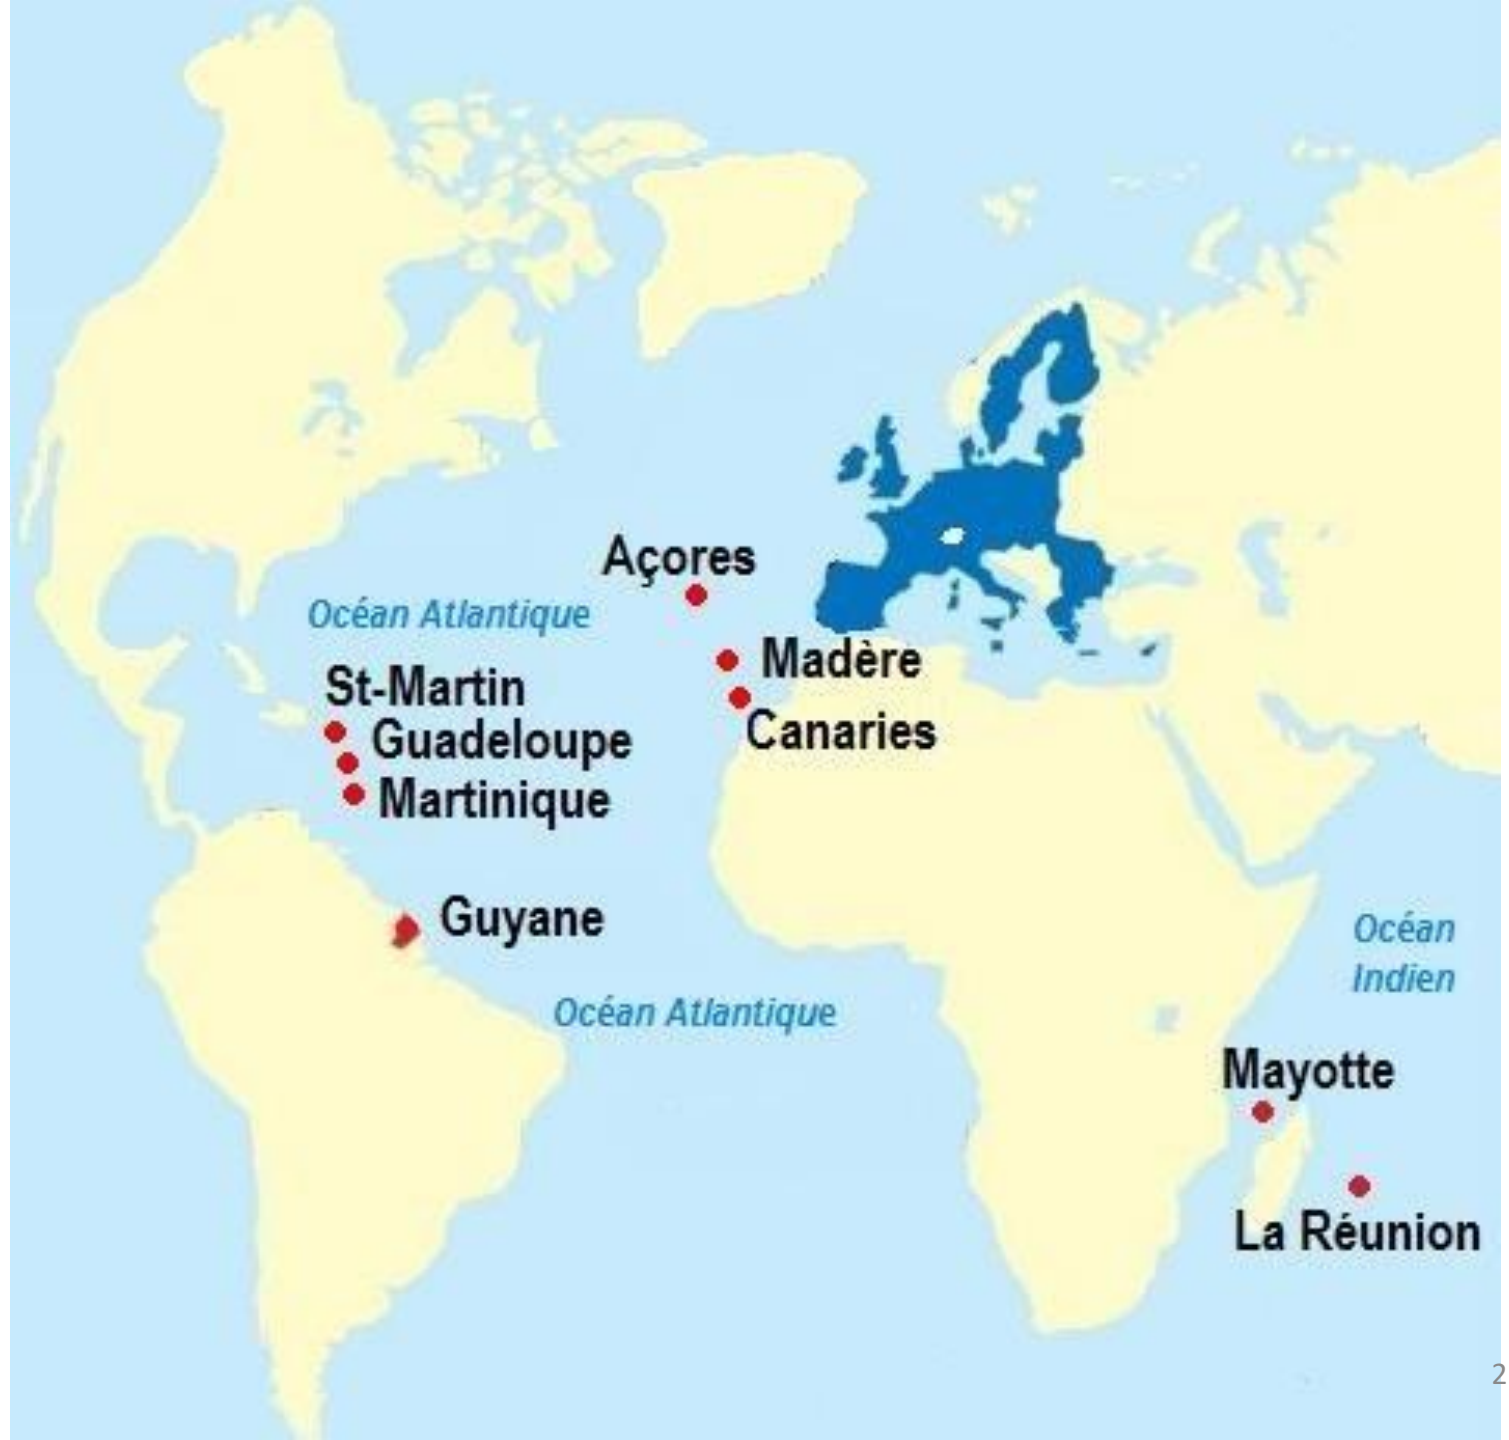 Açores
Océan Atlantique
Madère
St-Martin
Canaries
Guadeloupe
Martinique
Guyane
Océan
Indien
Océan Atlantique
Mayotte
La Réunion
2